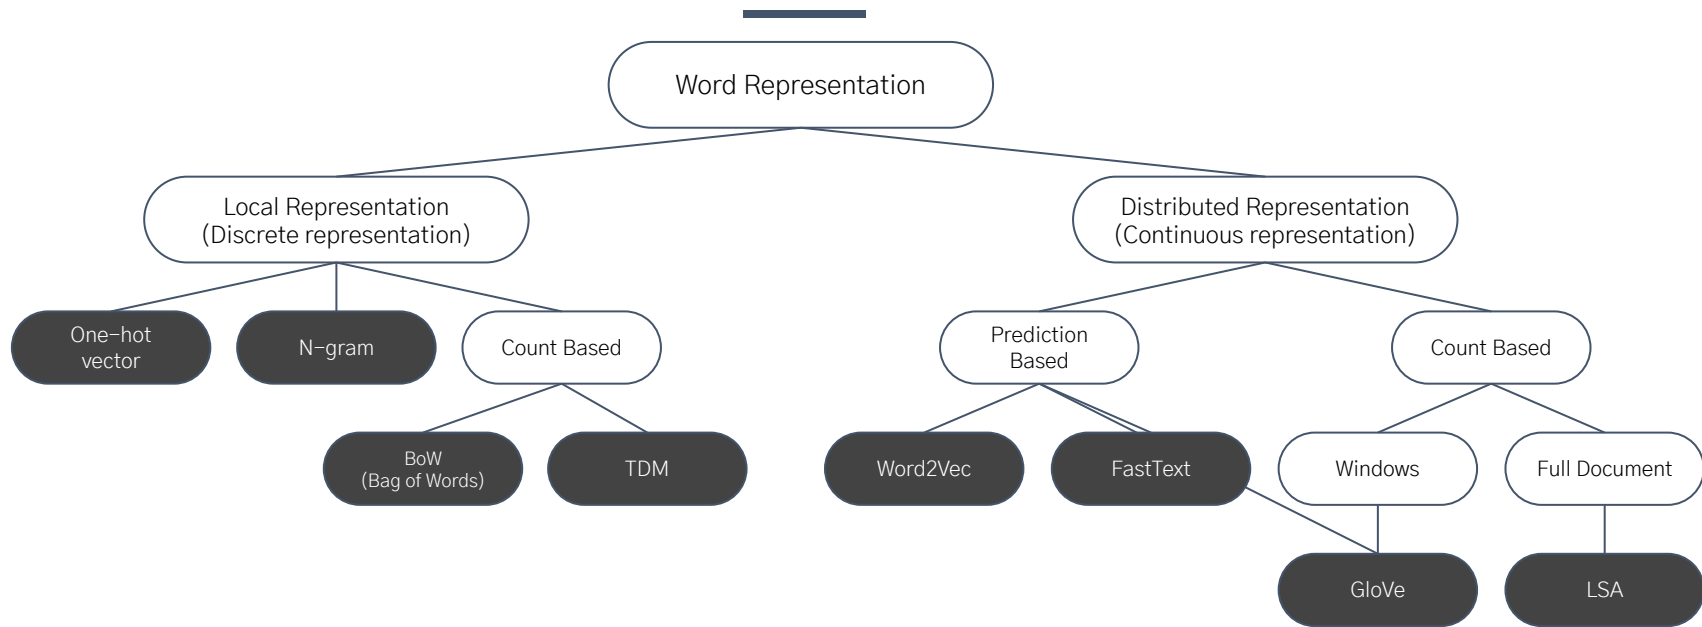 Word Representation
Local Representation
(Discrete representation)
Distributed Representation
(Continuous representation)
One-hot
vector
N-gram
Count Based
Prediction
Based
Count Based
BoW
(Bag of Words)
TDM
Word2Vec
FastText
Windows
Full Document
GloVe
LSA